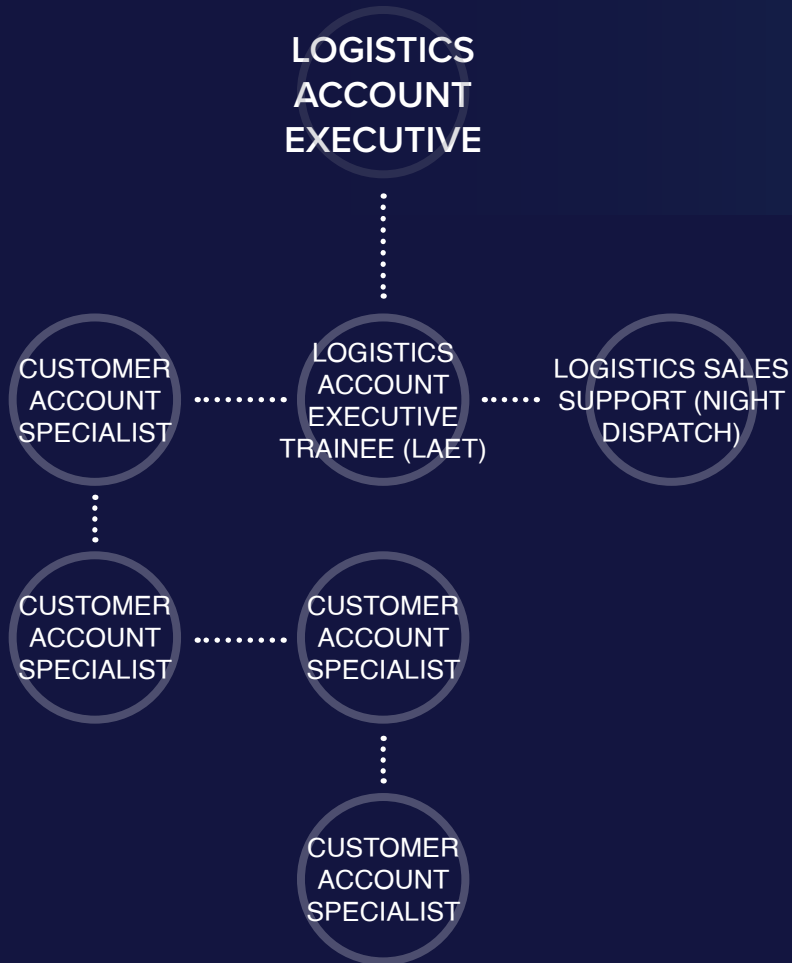 LOGISTICS
ACCOUNT
EXECUTIVE
CUSTOMER
ACCOUNT
SPECIALIST
LOGISTICS
ACCOUNT
EXECUTIVE
TRAINEE (LAET)
LOGISTICS SALES
SUPPORT (NIGHT
DISPATCH)
CUSTOMER
ACCOUNT
SPECIALIST
CUSTOMER
ACCOUNT
SPECIALIST
CUSTOMER
ACCOUNT
SPECIALIST